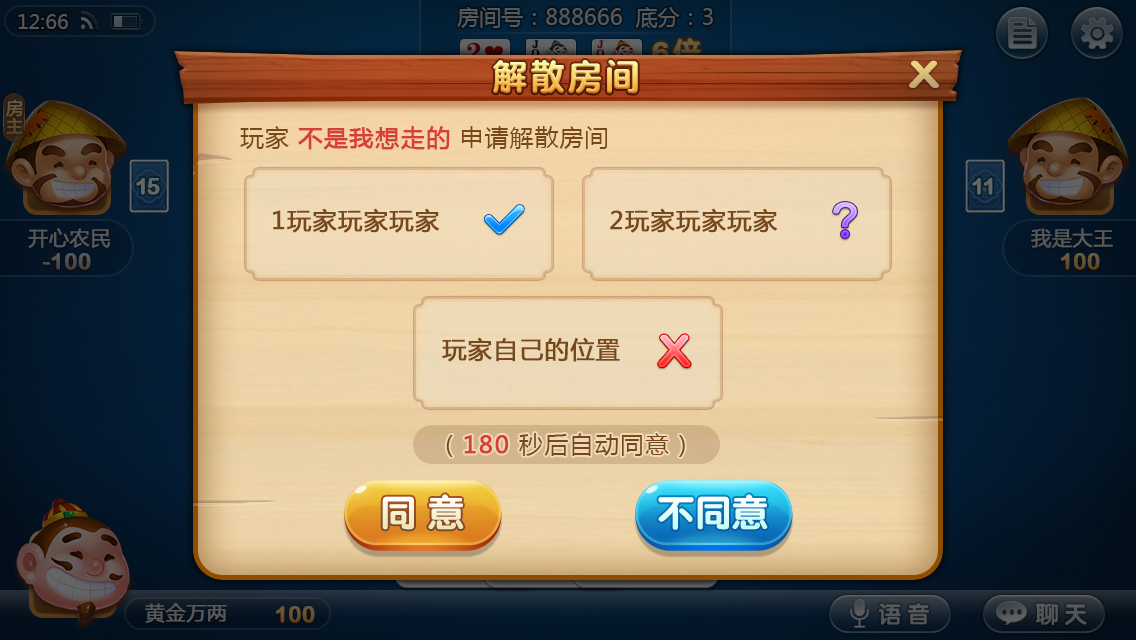 12:66
房间号：888666 底分：3
2
JOKER
JOKER
6倍
解散房间
房主
玩家 不是我想走的 申请解散房间
15
11
1玩家玩家玩家
2玩家玩家玩家
?
开心农民
-100
我是大王
100
玩家自己的位置
（ 180 秒后自动同意 ）
同意
不同意
黄金万两
100
语音
聊天